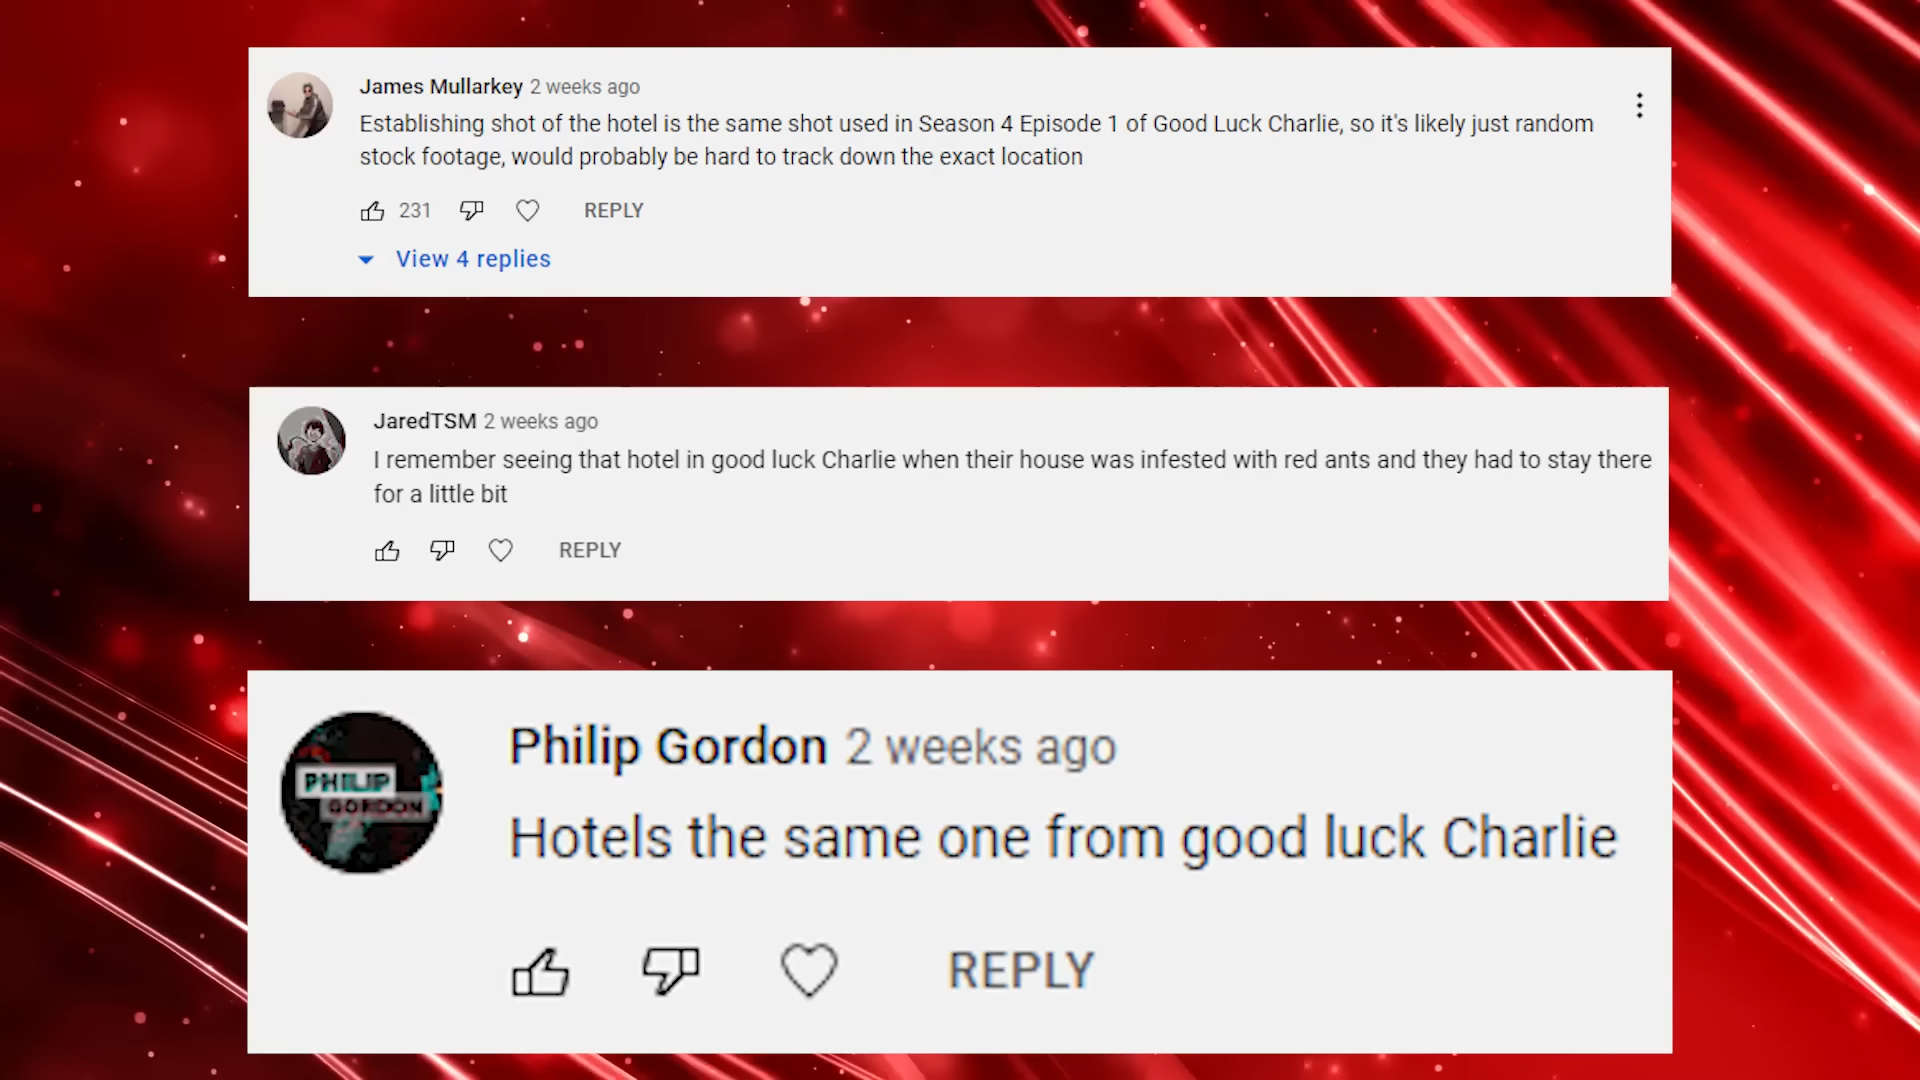 James Mullarkey 2 weeks ago
Establishing shot of the hotel is the same shot used in Season 4 Episode 1 of Good Luck Charlie, so it's likely just random
stock footage, would probably be hard to track down the exact location
231 REPLY
View 4 replies
JaredTSM 2 weeks ago
I remember seeing that hotel in good luck Charlie when their house was infested with red ants and they had to stay there
for a little bit
REPLY
PHILIP
GORDON
Philip Gordon 2 weeks ago
Hotels the same one from good luck Charlie
REPLY